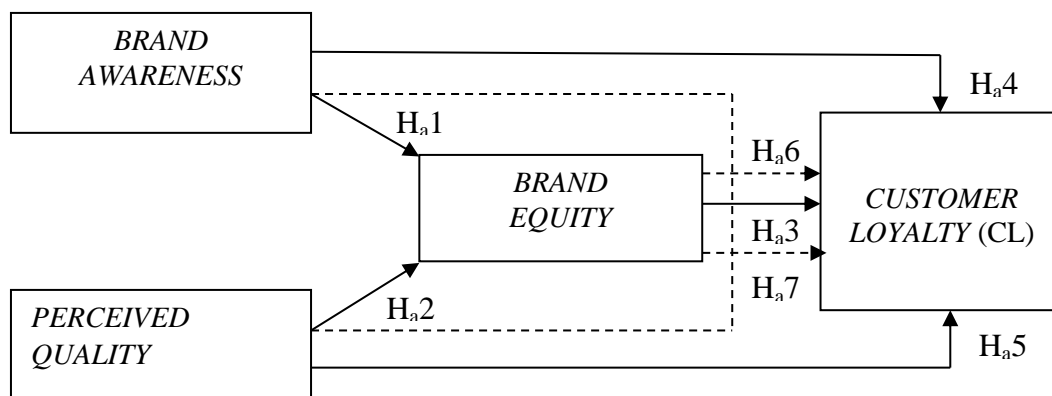 BRAND
AWARENESS
Hₐ4
Hₐ1
Hₐ6
BRAND
EQUITY
CUSTOMER
LOYALTY (CL)
Hₐ3
Hₐ7
Hₐ2
PERCEIVED
QUALITY
Hₐ5